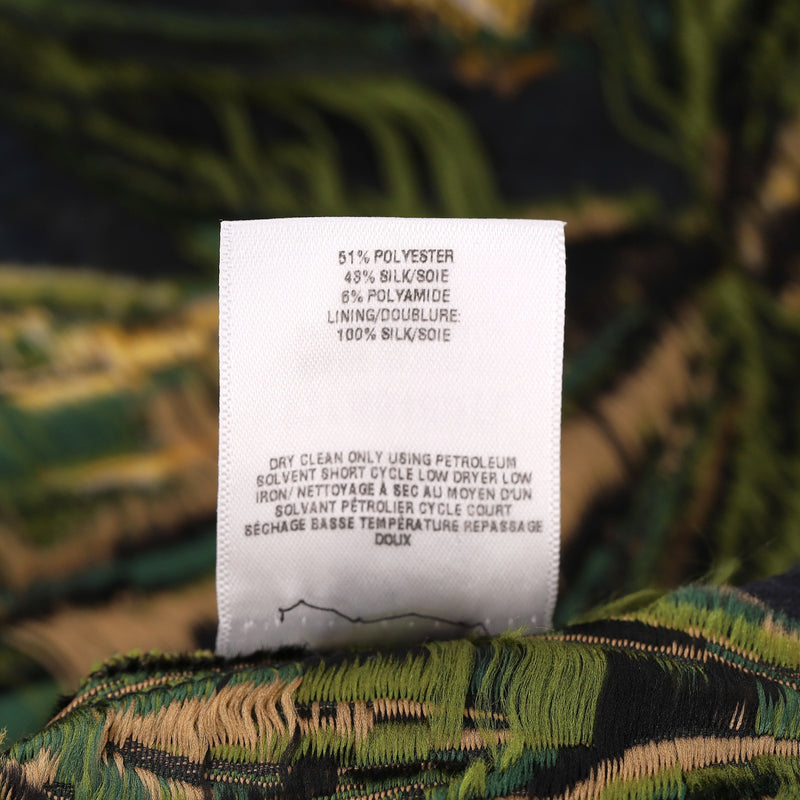 51% POLYESTER
43% SILK/SOIE
6% POLYAMIDE
LINING/DOUBLURE:
100% SILK/SOIE
DRY CLEAN ONLY USING PETROLEUM
SOLVENT SHORT CYCLE LOW DRYER LOW
IRON/ NETTOYAGE À SEC AU MOYEN D'UN
SOLVANT PÉTROLIER CYCLE COURT
SÉCHAGE BASSE TEMPÉRATURE REPASSAGE
DOUX